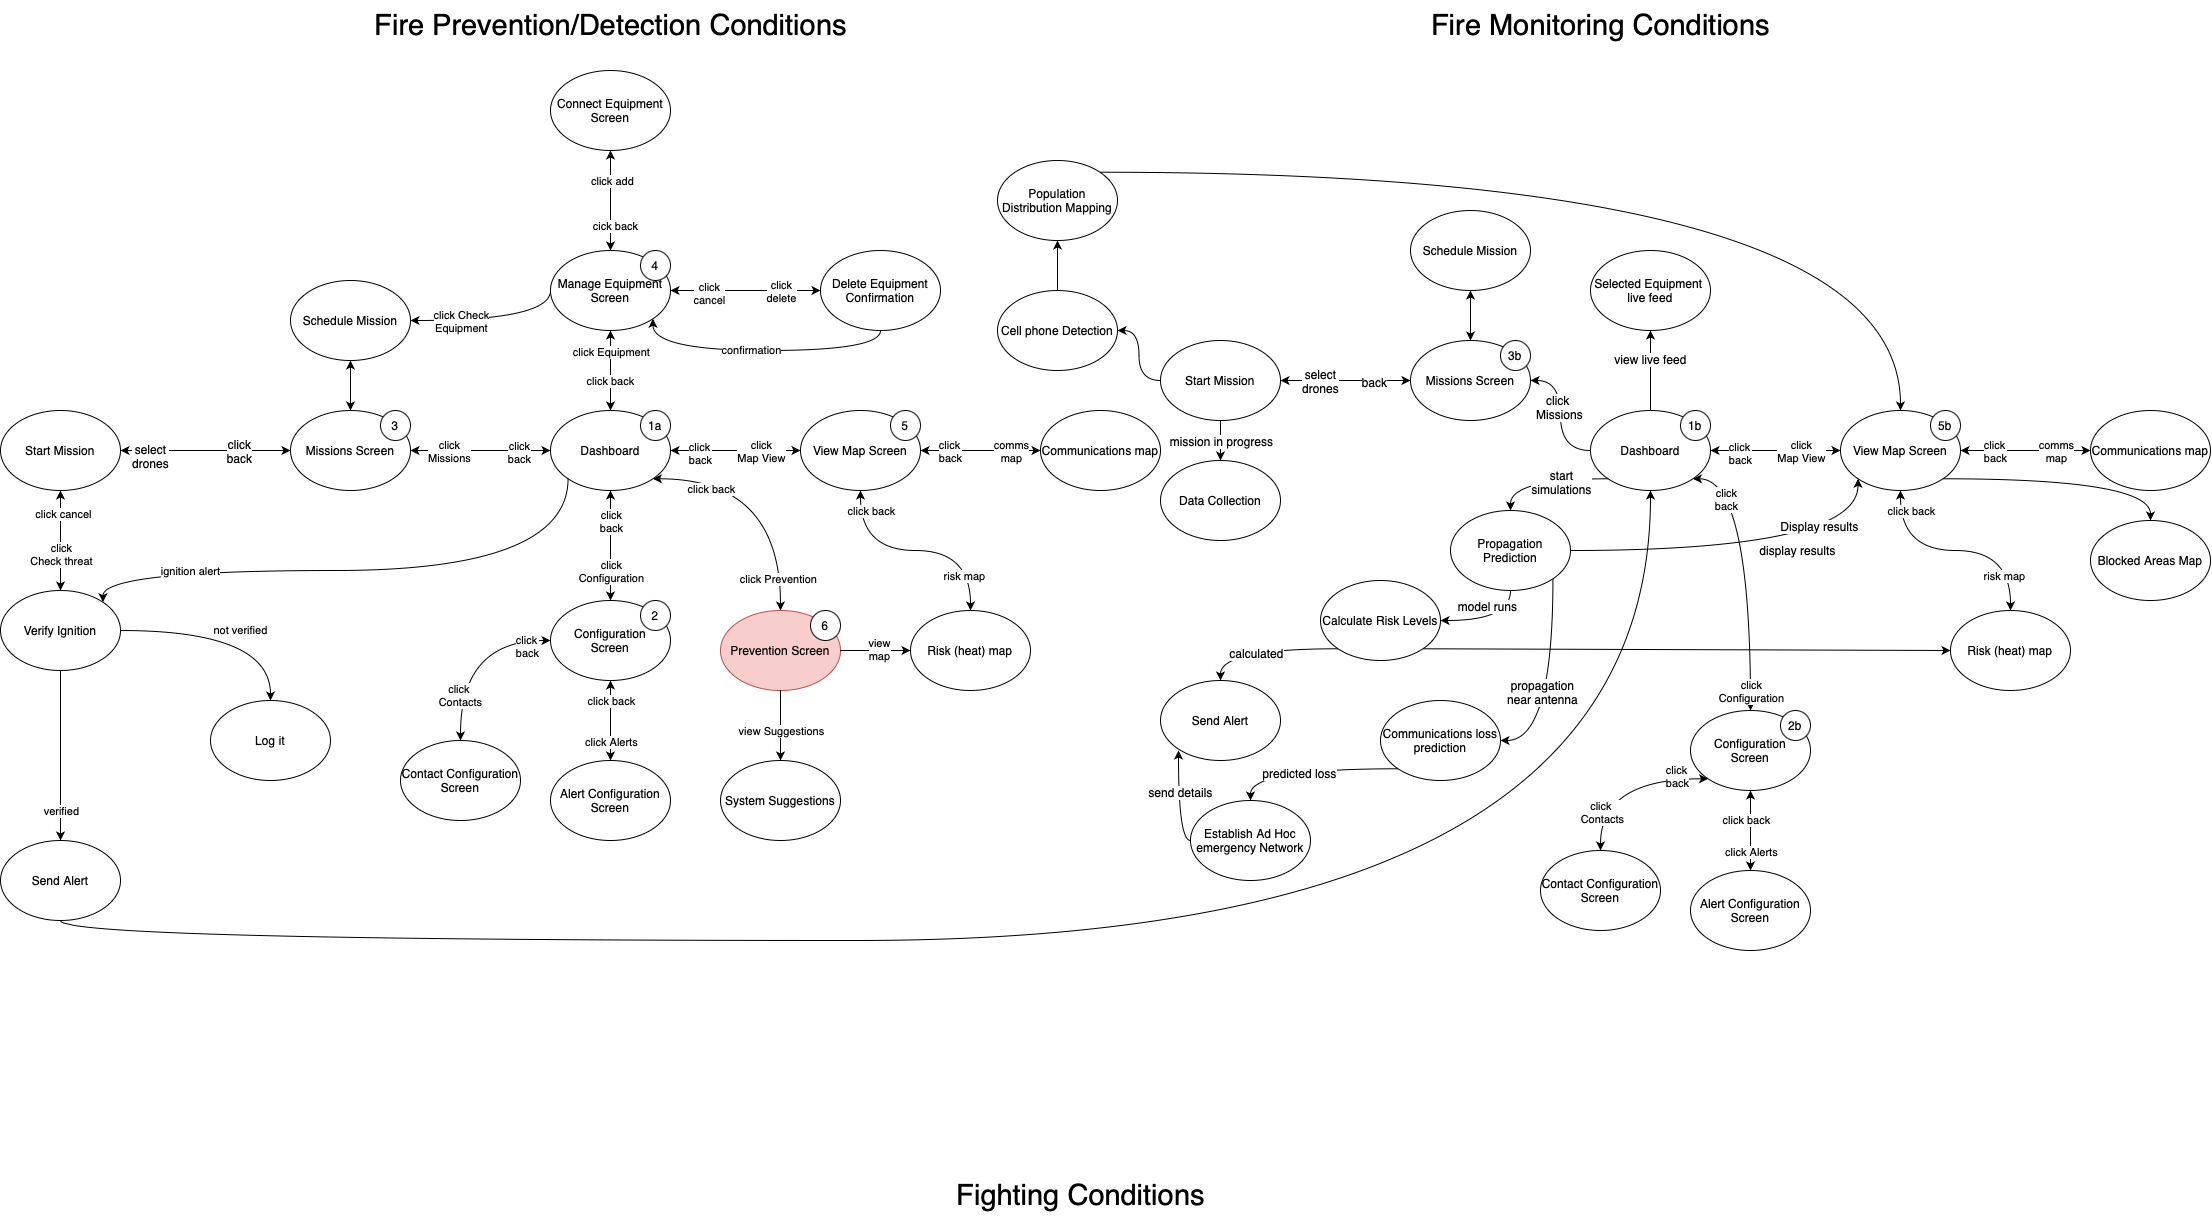 Fire Prevention/Detection Conditions
Fire Monitoring Conditions
Connect Equipment
Screen
click add
cick back
4
Manage Equipment
Screen
click
cancel
click
delete
Delete Equipment
Confirmation
confirmation
click Check
Equipment
Schedule Mission
click Equipment
click back
Start Mission
select
drones
click
back
3
Missions Screen
click
Missions
click
back
1a
Dashboard
click
back
click
Map View
5
View Map Screen
click
back
comms
map
Communications map
click back
risk map
click back
click Prevention
click cancel
click
Check threat
ignition alert
Verify Ignition
not verified
Log it
verified
Send Alert
click
back
click
Configuration
2
Configuration
Screen
click
back
click
Contacts
Contact Configuration
Screen
click back
click Alerts
Alert Configuration
Screen
6
Prevention Screen
view
map
Risk (heat) map
view Suggestions
System Suggestions
Population
Distribution Mapping
Cell phone Detection
Start Mission
select
drones
back
mission in progress
Data Collection
Schedule Mission
3b
Missions Screen
click
Missions
Selected Equipment
live feed
view live feed
1b
Dashboard
click
back
click
Map View
5b
View Map Screen
click
back
comms
map
Communications map
Blocked Areas Map
click back
risk map
Risk (heat) map
start
simulations
Propagation
Prediction
Display results
display results
model runs
Calculate Risk Levels
calculated
Send Alert
propagation
near antenna
Communications loss
prediction
predicted loss
send details
Establish Ad Hoc
emergency Network
click
back
click
Configuration
2b
Configuration
Screen
click
back
click
Contacts
Contact Configuration
Screen
click back
click Alerts
Alert Configuration
Screen
Fighting Conditions